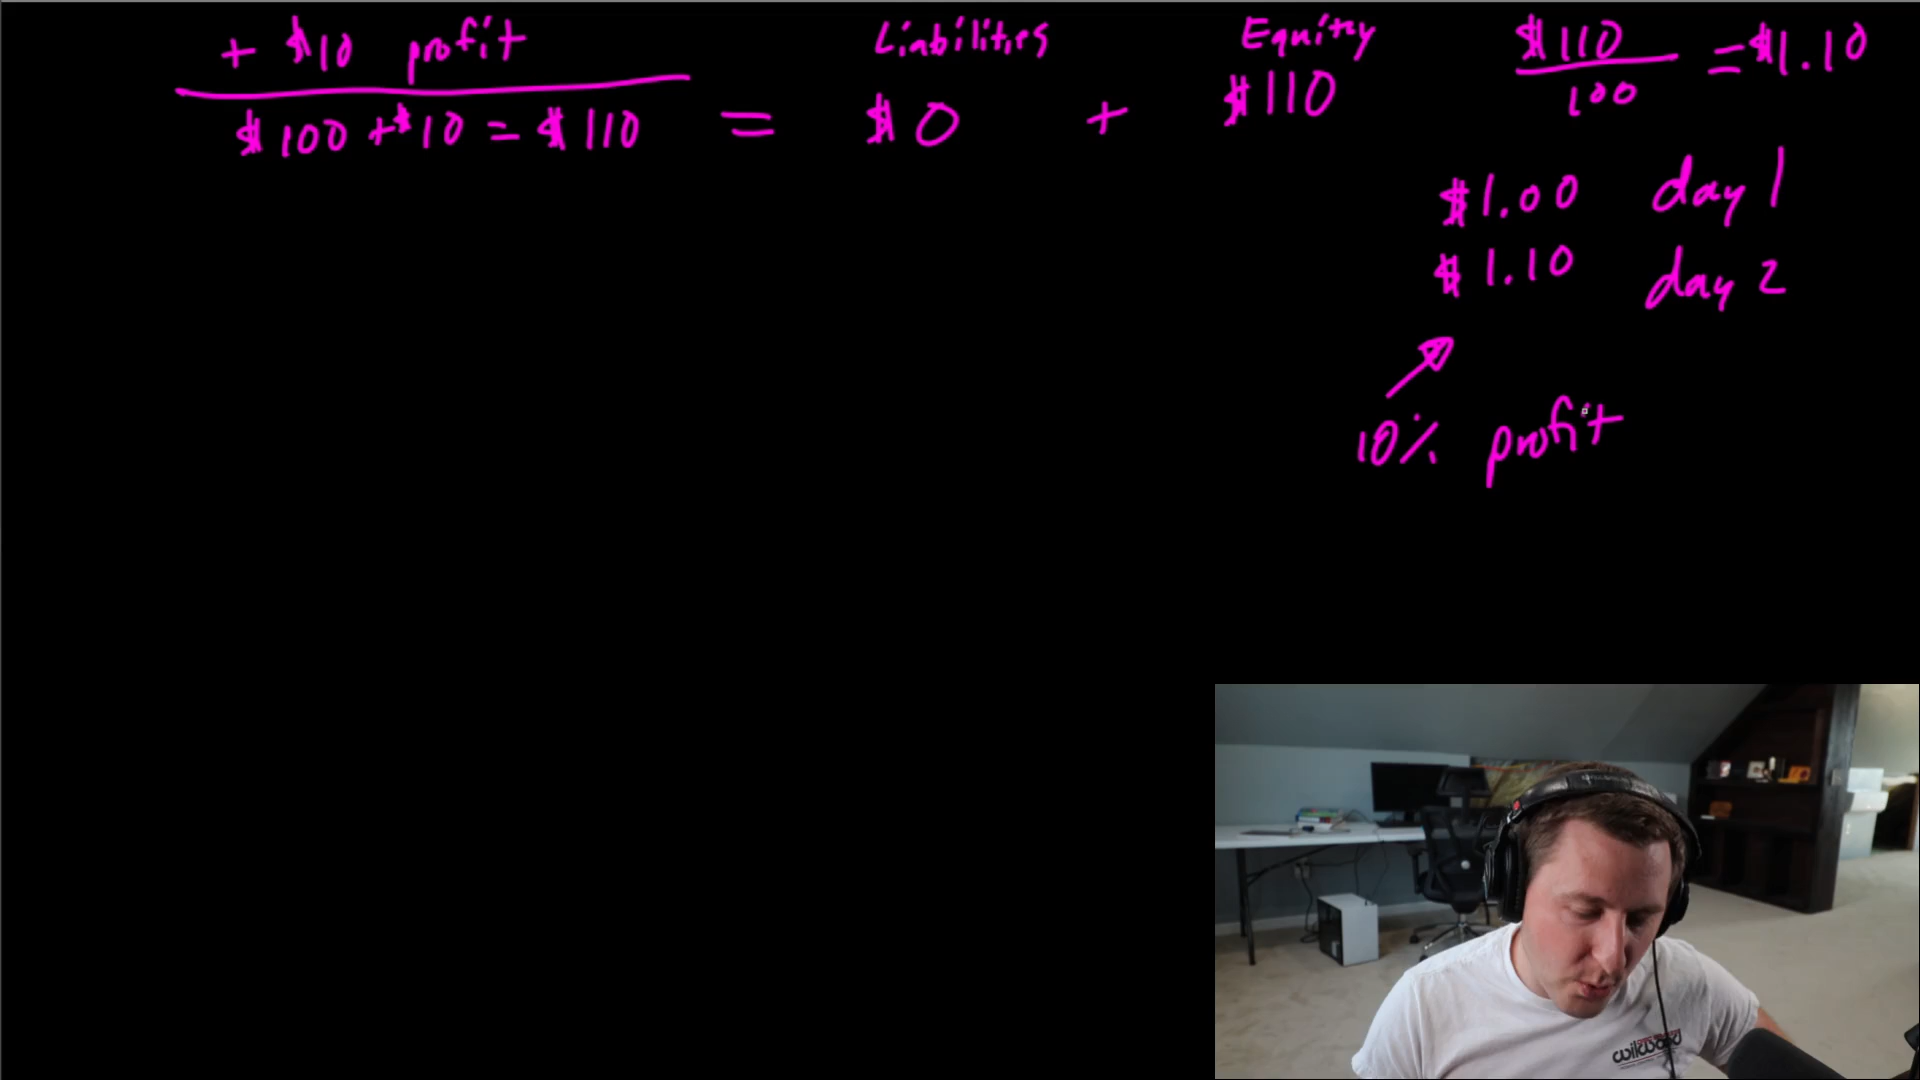 + $10 profit
$100 + $10 = $110 =
Liabilities
$0 +
Equity
$110
$110
100
= $1.10
$1.00 day 1
$1.10 day 2
10% profit
wilwood